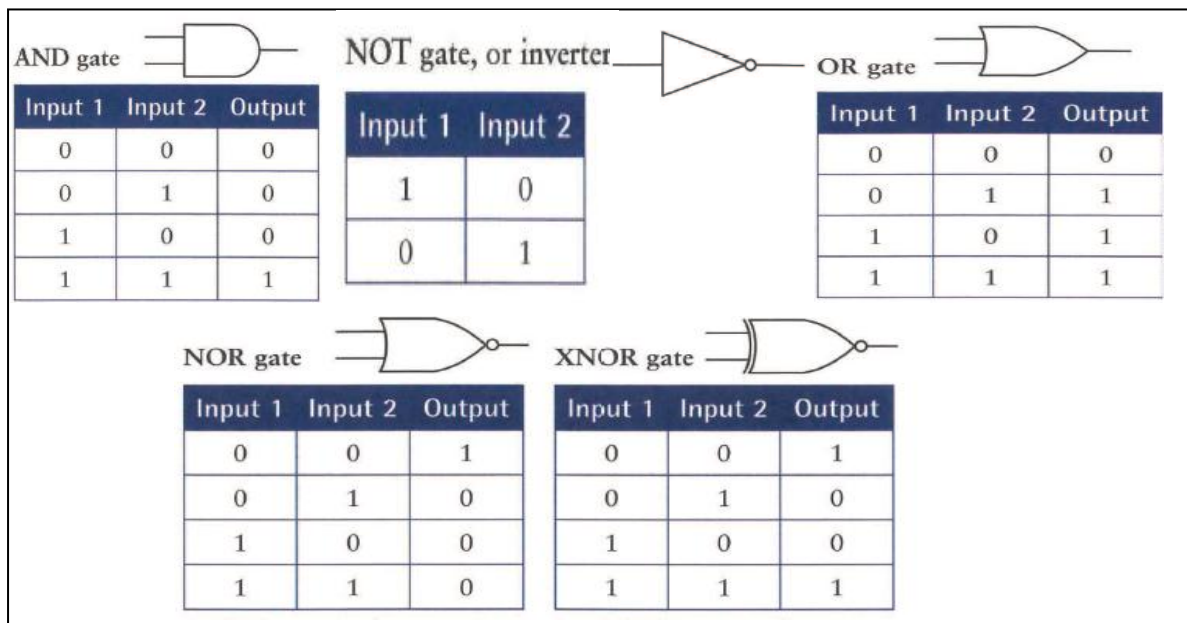 AND gate
Input 1 Input 2 Output
0 0 0
0 1 0
1 0 0
1 1 1
NOT gate, or inverter
Input 1 Input 2
1 0
0 1
OR gate
Input 1 Input 2 Output
0 0 0
0 1 1
1 0 1
1 1 1
NOR gate
Input 1 Input 2 Output
0 0 1
0 1 0
1 0 0
1 1 0
XNOR gate
Input 1 Input 2 Output
0 0 1
0 1 0
1 0 0
1 1 1